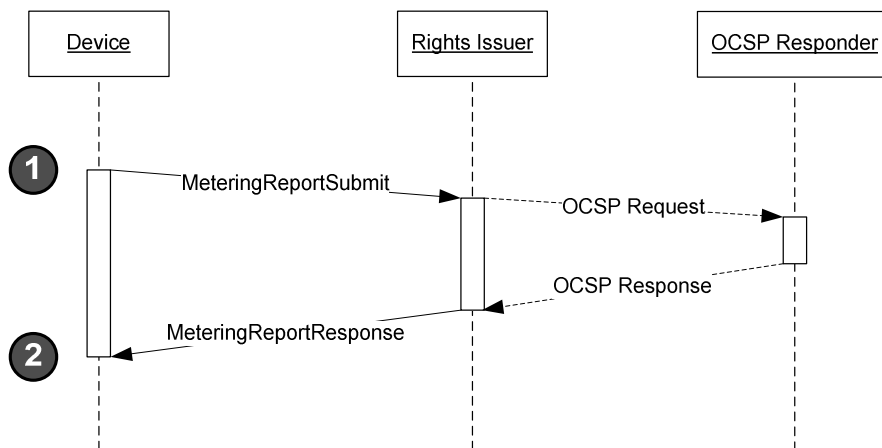 Device
Rights Issuer
OCSP Responder
1
MeteringReportSubmit
OCSP Request
OCSP Response
MeteringReportResponse
2